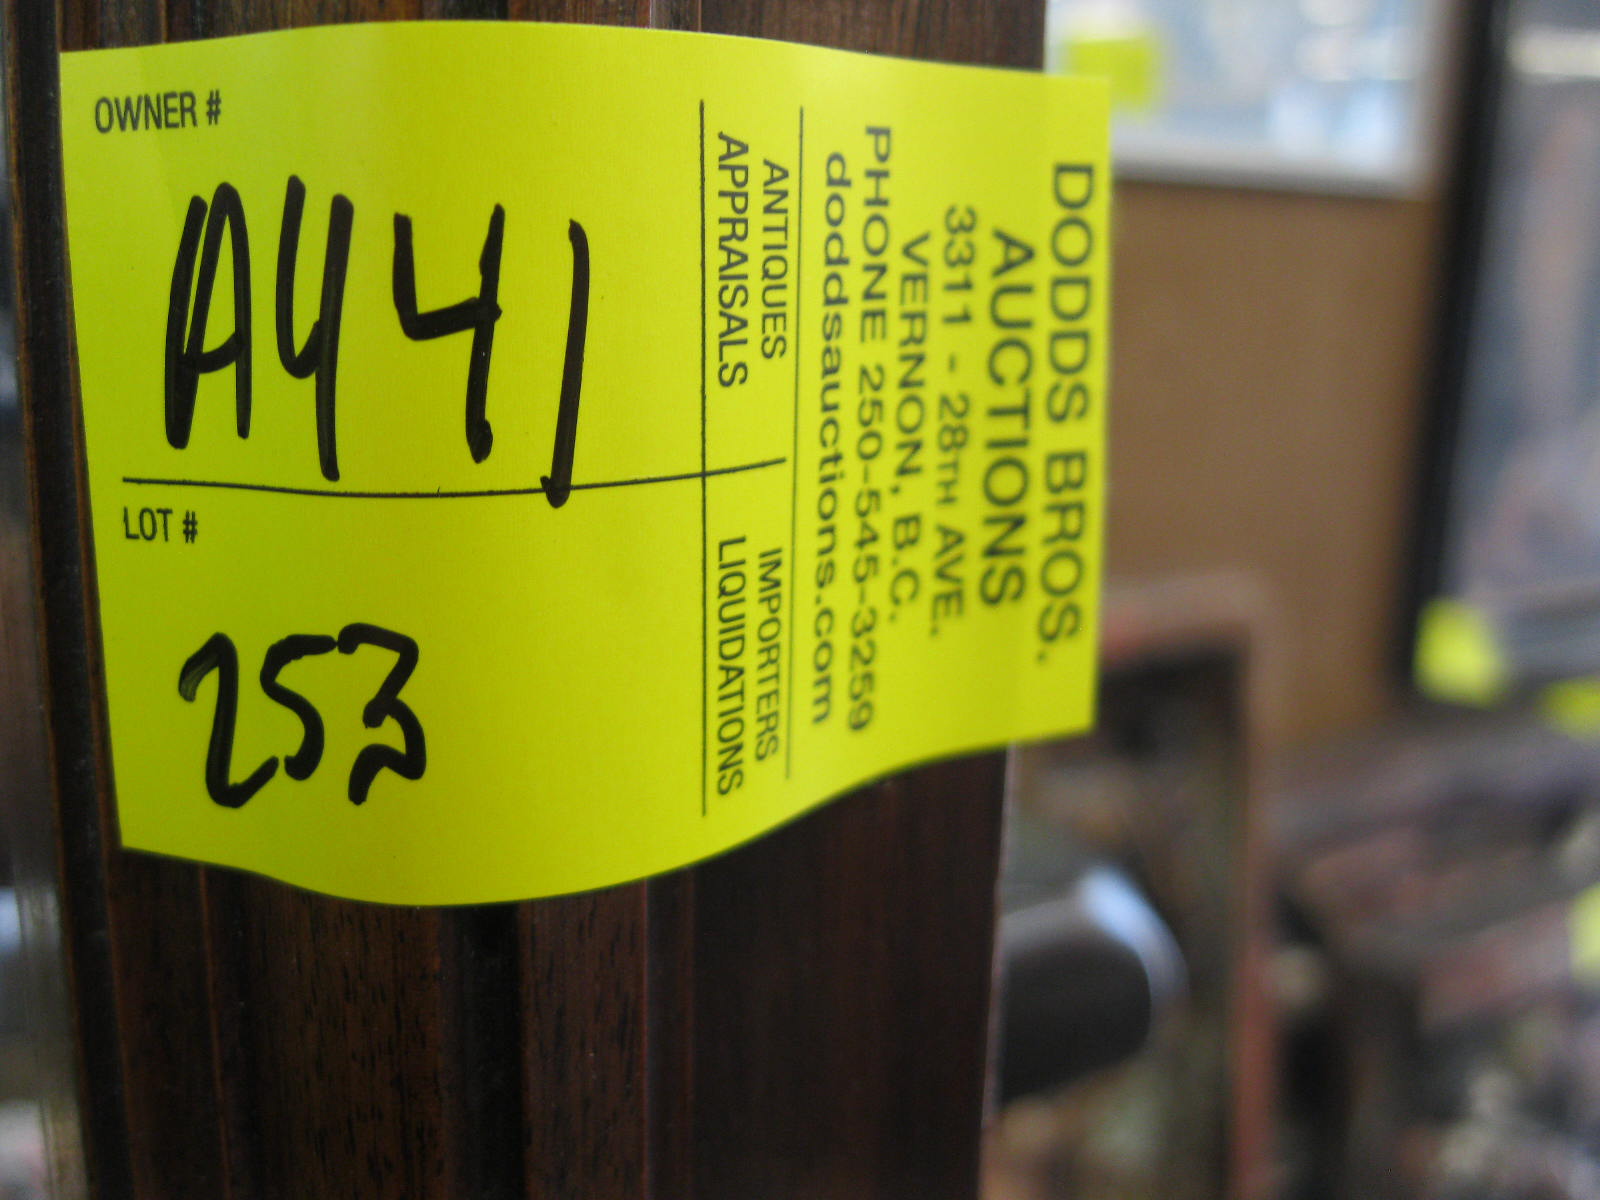 OWNER #
A441
LOT #
253
ANTIQUES
APPRAISALS
IMPORTERS
LIQUIDATIONS
DODDS BROS.
AUCTIONS
3311 - 28TH AVE.
VERNON, B.C.
PHONE 250-545-3259
doddsauctions.com